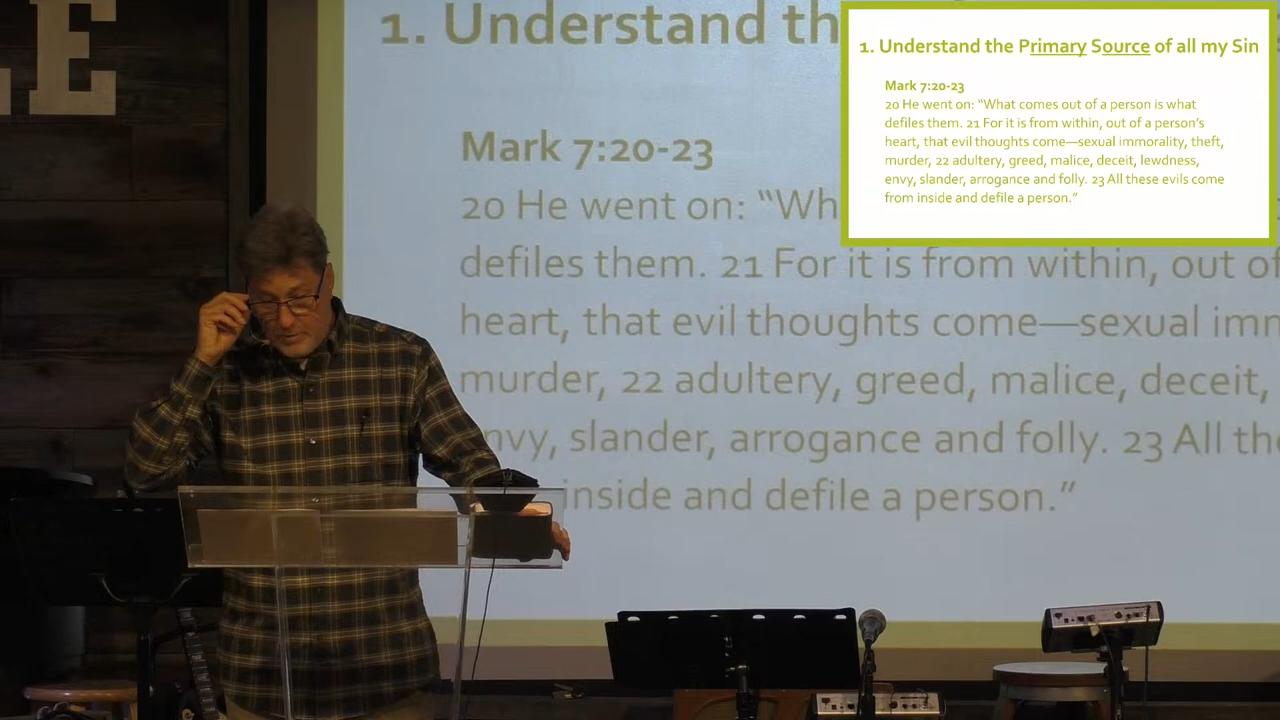 LE
1. Understand th
Mark 7:20-23
20 He went on: “Wh
defiles them. 21 For it is from within, out of
heart, that evil thoughts come—sexual imm
murder, 22 adultery, greed, malice, deceit,
envy, slander, arrogance and folly. 23 All the
inside and defile a person.”
1. Understand the Primary Source of all my Sin
Mark 7:20-23
20 He went on: “What comes out of a person is what
defiles them. 21 For it is from within, out of a person’s
heart, that evil thoughts come—sexual immorality, theft,
murder, 22 adultery, greed, malice, deceit, lewdness,
envy, slander, arrogance and folly. 23 All these evils come
from inside and defile a person.”